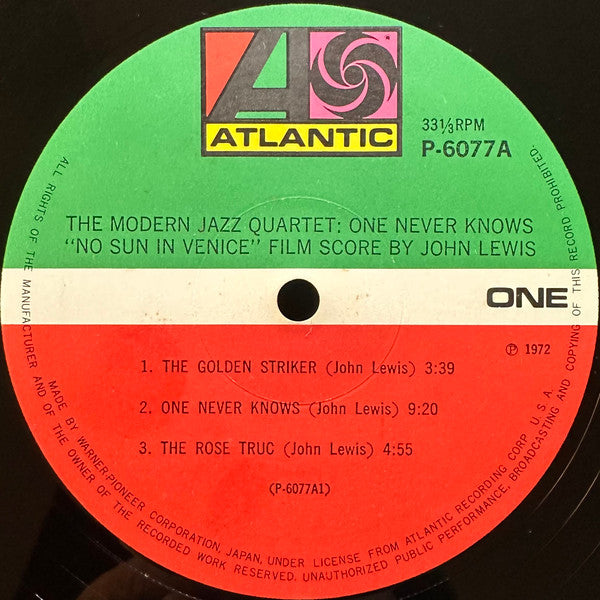 ATLANTIC
33⅓RPM
P-6077A
THE MODERN JAZZ QUARTET: ONE NEVER KNOWS
"NO SUN IN VENICE" FILM SCORE BY JOHN LEWIS
ONE
Ⓟ 1972
1. THE GOLDEN STRIKER (John Lewis) 3:39
2. ONE NEVER KNOWS (John Lewis) 9:20
3. THE ROSE TRUC (John Lewis) 4:55
(P-6077A1)
MADE BY WARNER-PIONEER CORPORATION, JAPAN, UNDER LICENSE FROM ATLANTIC RECORDING CORP. U.S.A.
ALL RIGHTS OF THE MANUFACTURER AND OF THE OWNER OF THE RECORDED WORK RESERVED. UNAUTHORIZED PUBLIC PERFORMANCE, BROADCASTING AND COPYING OF THIS RECORD PROHIBITED.